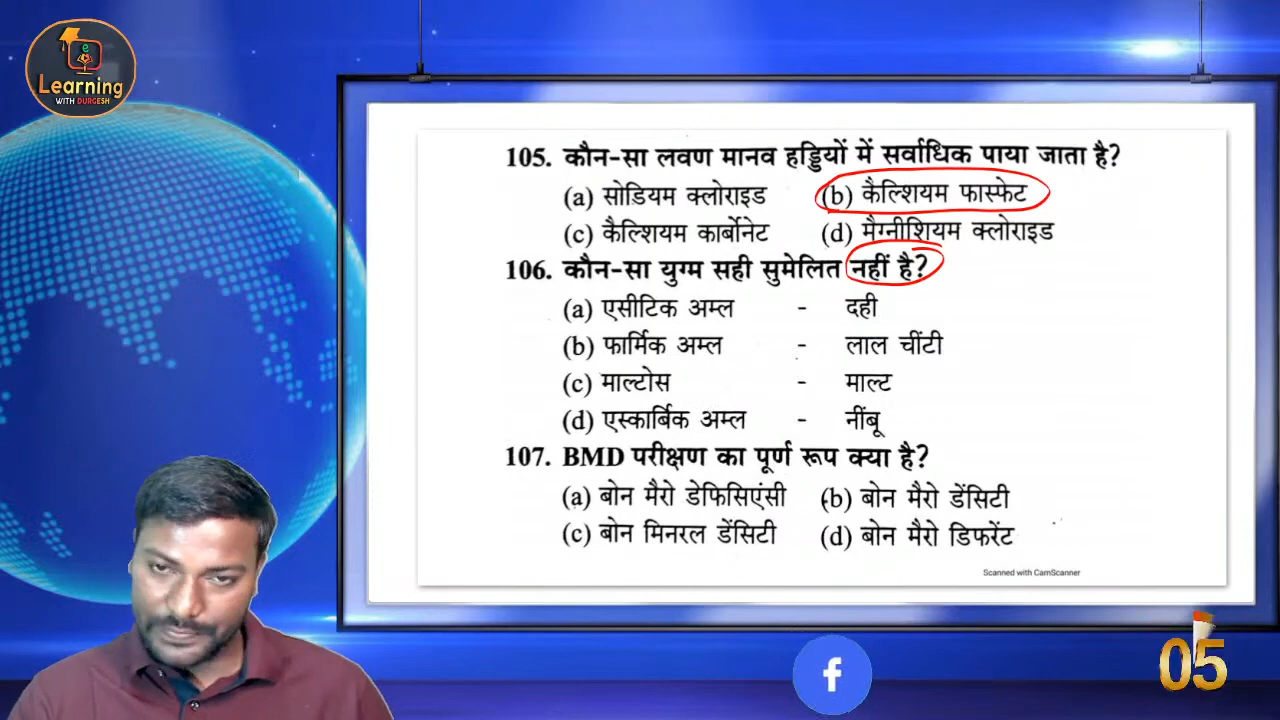 e
Learning
WITH DURGESH
105. कौन-सा लवण मानव हड्डियों में सर्वाधिक पाया जाता है?
(a) सोडियम क्लोराइड (b) कैल्शियम फास्फेट
(c) कैल्शियम कार्बोनेट (d) मैग्नीशियम क्लोराइड
106. कौन-सा युग्म सही सुमेलित नहीं है?
(a) एसीटिक अम्ल - दही
(b) फार्मिक अम्ल - लाल चींटी
(c) माल्टोस - माल्ट
(d) एस्कार्बिक अम्ल - नींबू
107. BMD परीक्षण का पूर्ण रूप क्या है?
(a) बोन मैरो डेफिसिएंसी (b) बोन मैरो डेंसिटी
(c) बोन मिनरल डेंसिटी (d) बोन मैरो डिफरेंट
Scanned with CamScanner
f
05